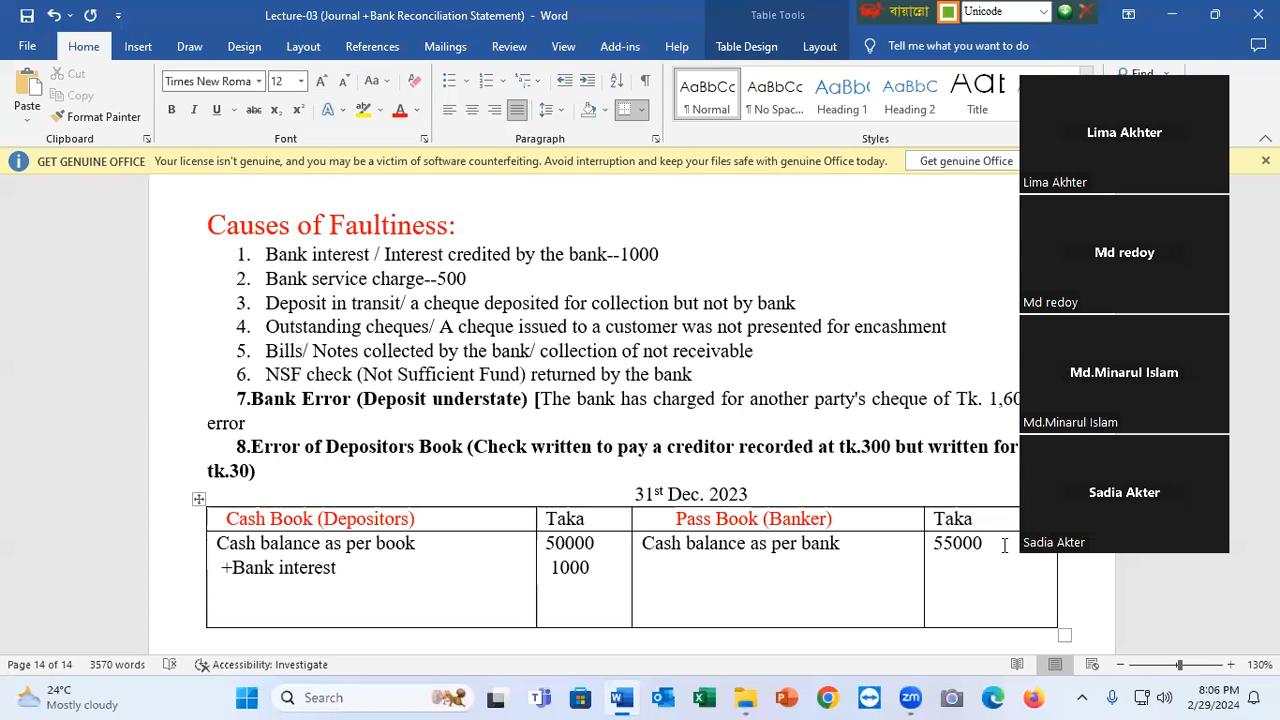 Lecture-03 (Depositor +Bank Reconciliation Statement) - Word
Table Tools
বায়ান্নো
Unicode
File Home Insert Draw Design Layout References Mailings Review View Add-ins Help Table Design Layout Tell me what you want to do
Paste
Cut
Copy
Format Painter
Times New Roma 12
AaBbCc AaBbCc AaBbC AaBbCc
¶ Normal ¶ No Spac... Heading 1 Heading 2 Title
Find
Clipboard Font Paragraph Styles
GET GENUINE OFFICE Your license isn't genuine, and you may be a victim of software counterfeiting. Avoid interruption and keep your files safe with genuine Office today. Get genuine Office
Causes of Faultiness:
1. Bank interest / Interest credited by the bank--1000
2. Bank service charge--500
3. Deposit in transit/ a cheque deposited for collection but not by bank
4. Outstanding cheques/ A cheque issued to a customer was not presented for encashment
5. Bills/ Notes collected by the bank/ collection of not receivable
6. NSF check (Not Sufficient Fund) returned by the bank
7.Bank Error (Deposit understate) [The bank has charged for another party's cheque of Tk. 1,60
error
8.Error of Depositors Book (Check written to pay a creditor recorded at tk.300 but written for
tk.30)
31st Dec. 2023
Cash Book (Depositors) Taka Pass Book (Banker) Taka
Cash balance as per book 50000 Cash balance as per bank 55000
+Bank interest 1000
Lima Akhter
Lima Akhter
Md redoy
Md redoy
Md.Minarul Islam
Md.Minarul Islam
Sadia Akter
Sadia Akter
Page 14 of 14 3570 words Accessibility: Investigate 130%
24°C
Mostly cloudy
Search
8:06 PM
2/29/2024